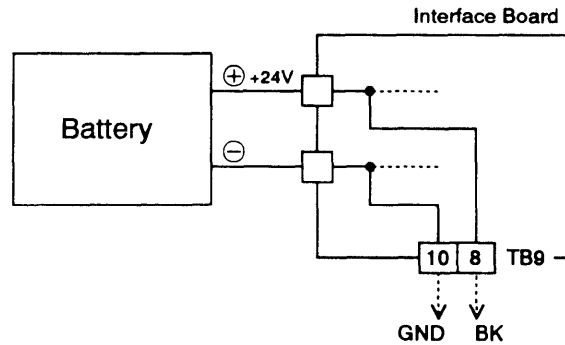 Interface Board
⊕ +24V
Battery
⊖
10 8 TB9
GND BK